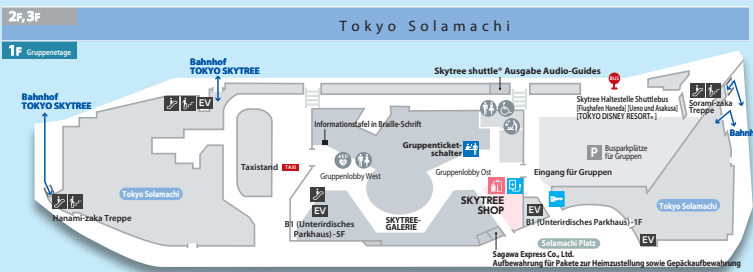 2F, 3F
Tokyo Solamachi
1F Gruppenetage
Bahnhof
TOKYO SKYTREE
Bahnhof
TOKYO SKYTREE
EV
Skytree shuttle® Ausgabe Audio-Guides
BUS
Skytree Haltestelle Shuttlebus
[Flughafen Haneda] [Ueno und Asakusa]
[TOKYO DISNEY RESORT®]
Sorami-zaka
Treppe
Bahnh
Informationstafel in Braille-Schrift
AED
Gruppenticket-
schalter
P
Busparkplätze
für Gruppen
Taxistand
TAXI
Gruppenlobby West
Gruppenlobby Ost
Eingang für Gruppen
Tokyo Solamachi
Hanami-zaka Treppe
EV
B1 (Unterirdisches
Parkhaus) -5F
SKYTREE-
GALERIE
SKYTREE
SHOP
EV
B1 (Unterirdisches Parkhaus) -1F
Tokyo Solamachi
Solamachi Platz
EV
Sagawa Express Co., Ltd.
Aufbewahrung für Pakete zur Heimzustellung sowie Gepäckaufbewahrung